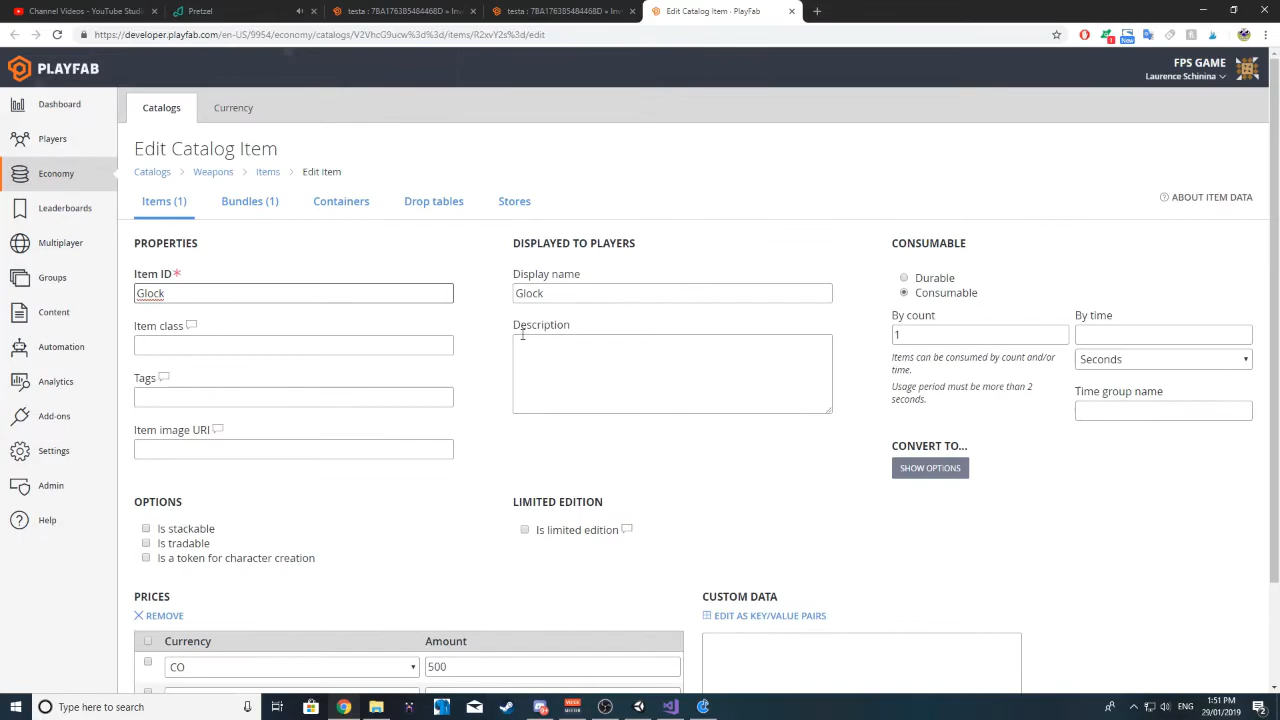 Channel Videos - YouTube Studio
Pretzel
testa : 7BA1763B5484468D » Inv
testa : 7BA1763B5484468D » Inv
Edit Catalog Item · PlayFab
https://developer.playfab.com/en-US/9954/economy/catalogs/V2VhcG9ucw%3d%3d/items/R2xvY2s%3d/edit
PLAYFAB
FPS GAME
Laurence Schinina
Dashboard
Players
Economy
Leaderboards
Multiplayer
Groups
Content
Automation
Analytics
Add-ons
Settings
Admin
Help
Catalogs
Currency
Edit Catalog Item
Catalogs > Weapons > Items > Edit Item
Items (1)
Bundles (1)
Containers
Drop tables
Stores
ABOUT ITEM DATA
PROPERTIES
Item ID*
Glock
Item class
Tags
Item image URI
DISPLAYED TO PLAYERS
Display name
Glock
Description
CONSUMABLE
Durable
Consumable
By count
1
By time
Items can be consumed by count and/or
time.
Usage period must be more than 2
seconds.
Seconds
Time group name
CONVERT TO...
SHOW OPTIONS
OPTIONS
Is stackable
Is tradable
Is a token for character creation
LIMITED EDITION
Is limited edition
PRICES
REMOVE
Currency
Amount
CO
500
CUSTOM DATA
EDIT AS KEY/VALUE PAIRS
Type here to search
1:51 PM
29/01/2019